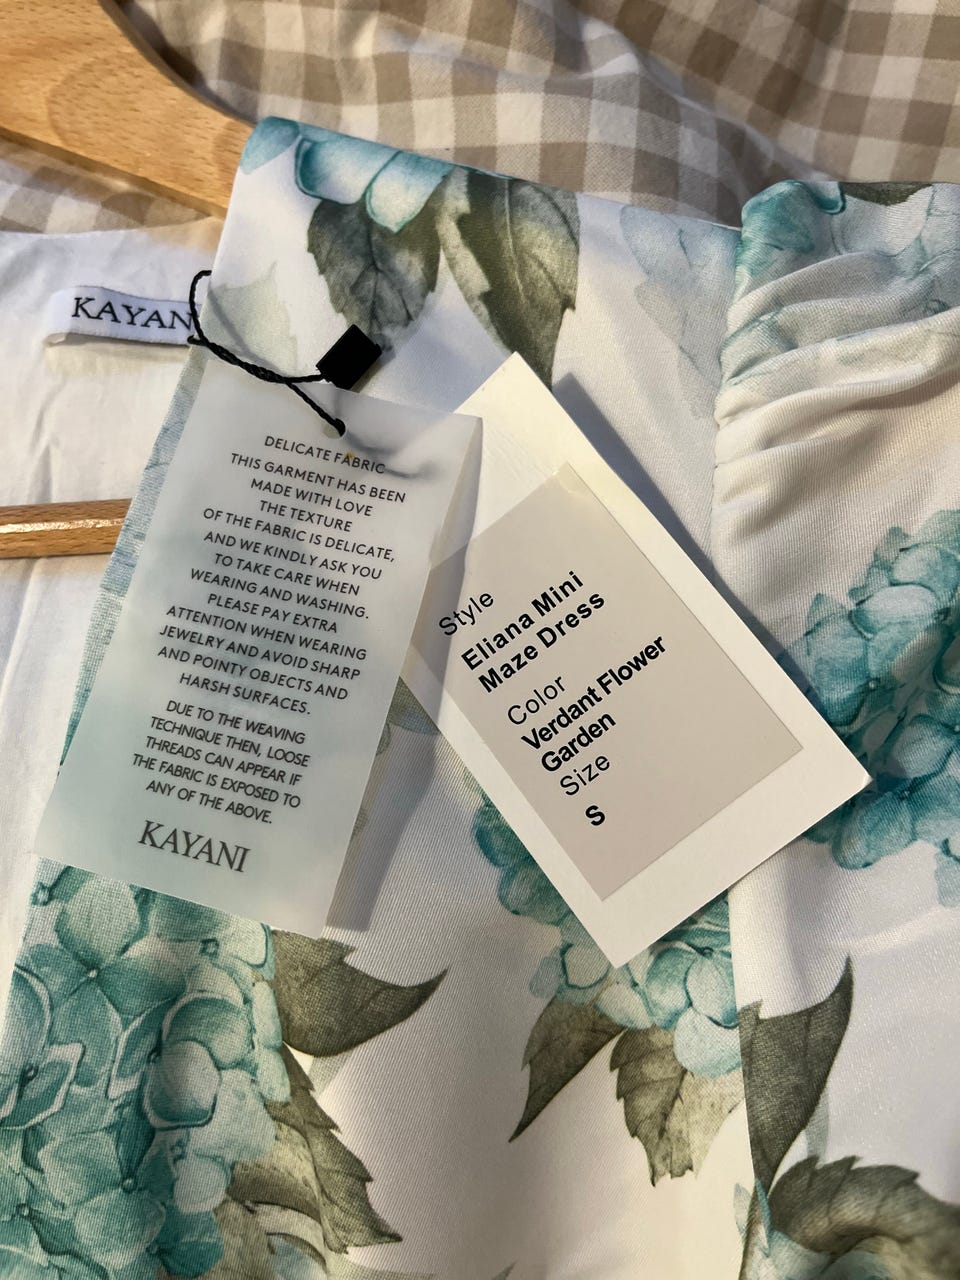 KAYAN
DELICATE FABRIC
THIS GARMENT HAS BEEN
MADE WITH LOVE
THE TEXTURE
OF THE FABRIC IS DELICATE,
AND WE KINDLY ASK YOU
TO TAKE CARE WHEN
WEARING AND WASHING.
PLEASE PAY EXTRA
ATTENTION WHEN WEARING
JEWELRY AND AVOID SHARP
AND POINTY OBJECTS AND
HARSH SURFACES.
DUE TO THE WEAVING
TECHNIQUE THEN, LOOSE
THREADS CAN APPEAR IF
THE FABRIC IS EXPOSED TO
ANY OF THE ABOVE.
KAYANI
Style
Eliana Mini
Maze Dress
Color
Verdant Flower
Garden
Size
S